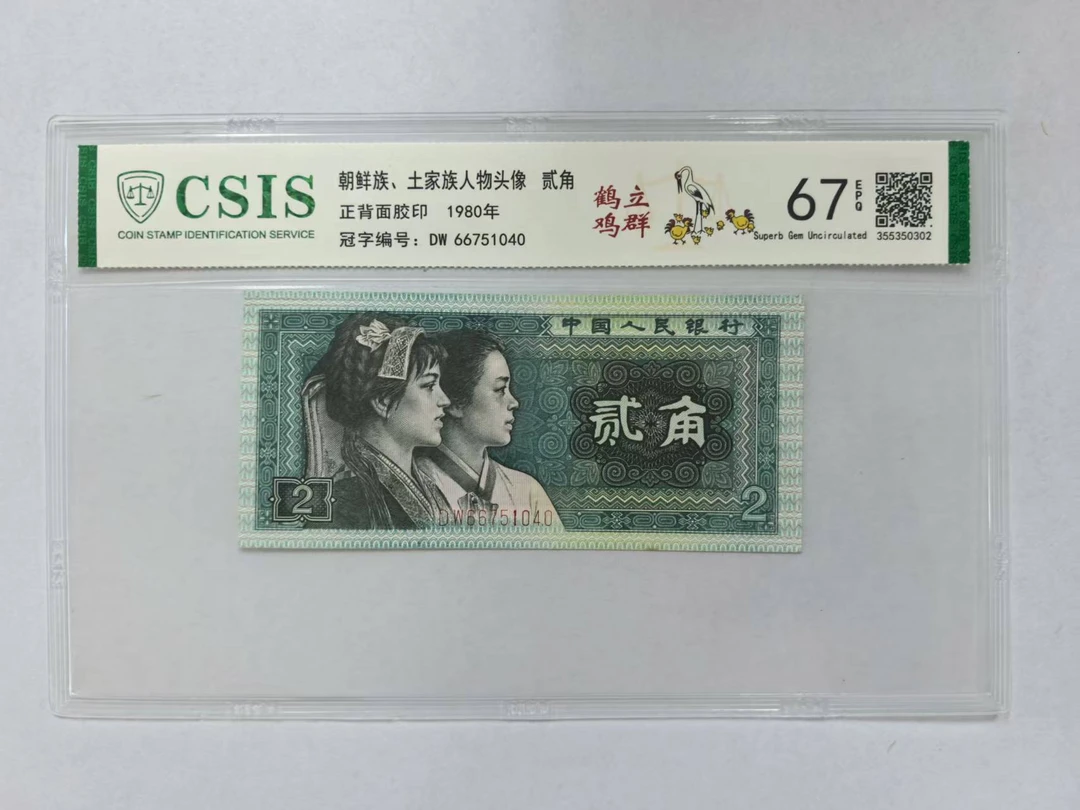 CSIS
COIN STAMP IDENTIFICATION SERVICE
朝鲜族、土家族人物头像 贰角
正背面胶印 1980年
冠字编号：DW 66751040
鹤立
鸡群
67 EPQ
Superb Gem Uncirculated
355350302
中国人民银行
贰角
2
2
DW66751040